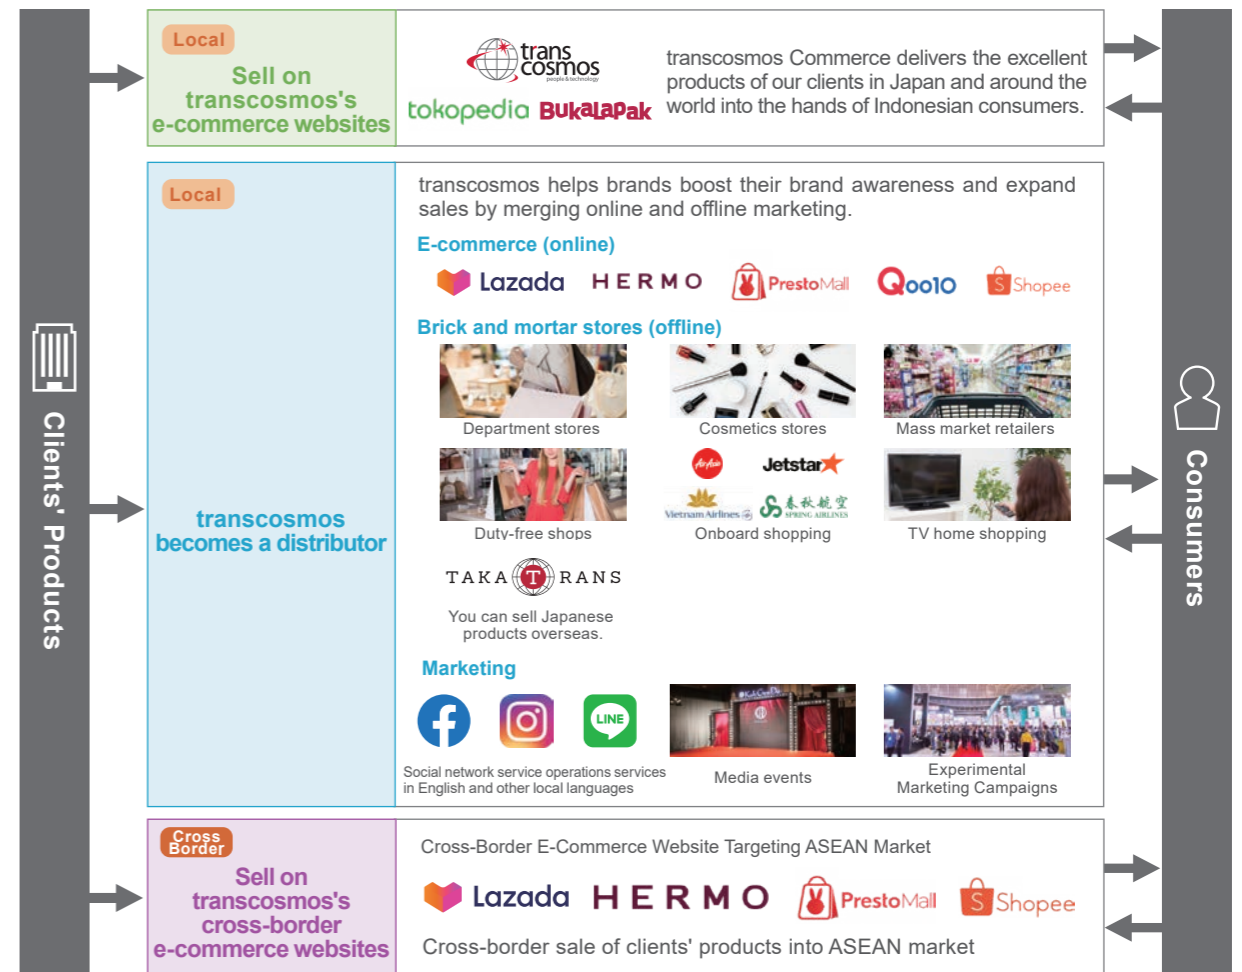 Clients' Products
Local
Sell on
transcosmos's
e-commerce websites
trans
cosmos
people & technology
tokopedia BukaLapak
transcosmos Commerce delivers the excellent
products of our clients in Japan and around the
world into the hands of Indonesian consumers.
Local
transcosmos
becomes a distributor
transcosmos helps brands boost their brand awareness and expand
sales by merging online and offline marketing.
E-commerce (online)
Lazada HERMO PrestoMall Qoo10 Shopee
Brick and mortar stores (offline)
Department stores
Cosmetics stores
Mass market retailers
Duty-free shops
AirAsia
Jetstar
Vietnam Airlines
春秋航空
SPRING AIRLINES
Onboard shopping
TV home shopping
TAKA T RANS
You can sell Japanese
products overseas.
Marketing
LINE
Social network service operations services
in English and other local languages
Media events
Experimental
Marketing Campaigns
Cross
Border
Sell on
transcosmos's
cross-border
e-commerce websites
Cross-Border E-Commerce Website Targeting ASEAN Market
Lazada HERMO PrestoMall Shopee
Cross-border sale of clients' products into ASEAN market
Consumers